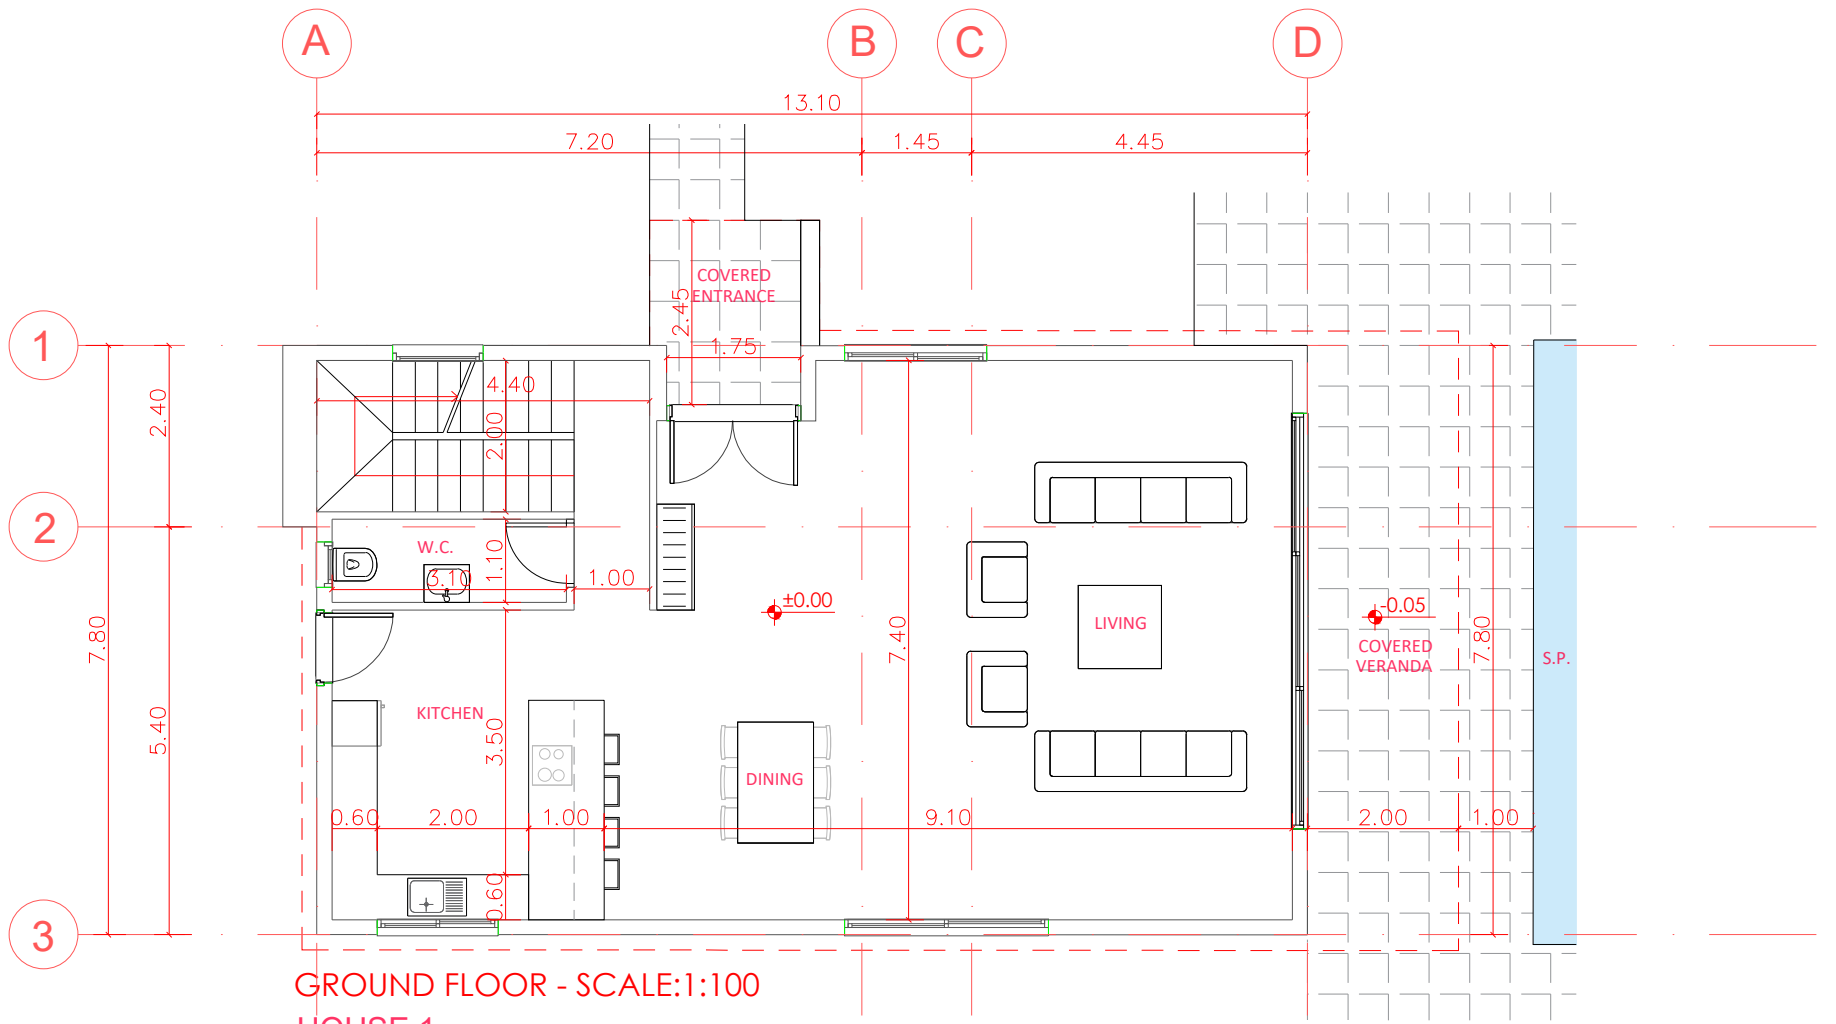 A
B
C
D
13.10
7.20
1.45
4.45
COVERED
ENTRANCE
2.45
1.75
1
2.40
4.40
2.00
2
W.C.
1.10
3.10
1.00
±0.00
-0.05
LIVING
COVERED
VERANDA
S.P.
7.80
7.40
7.80
5.40
KITCHEN
3.50
DINING
0.60
2.00
1.00
9.10
2.00
1.00
0.60
3
GROUND FLOOR - SCALE:1:100
HOUSE 1